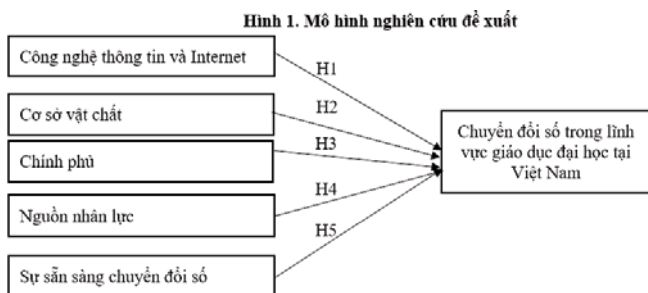 Hình 1. Mô hình nghiên cứu đề xuất
Công nghệ thông tin và Internet
H1
Cơ sở vật chất
H2
Chính phủ
H3
Nguồn nhân lực
H4
Sự sẵn sàng chuyển đổi số
H5
Chuyển đổi số trong lĩnh
vực giáo dục đại học tại
Việt Nam